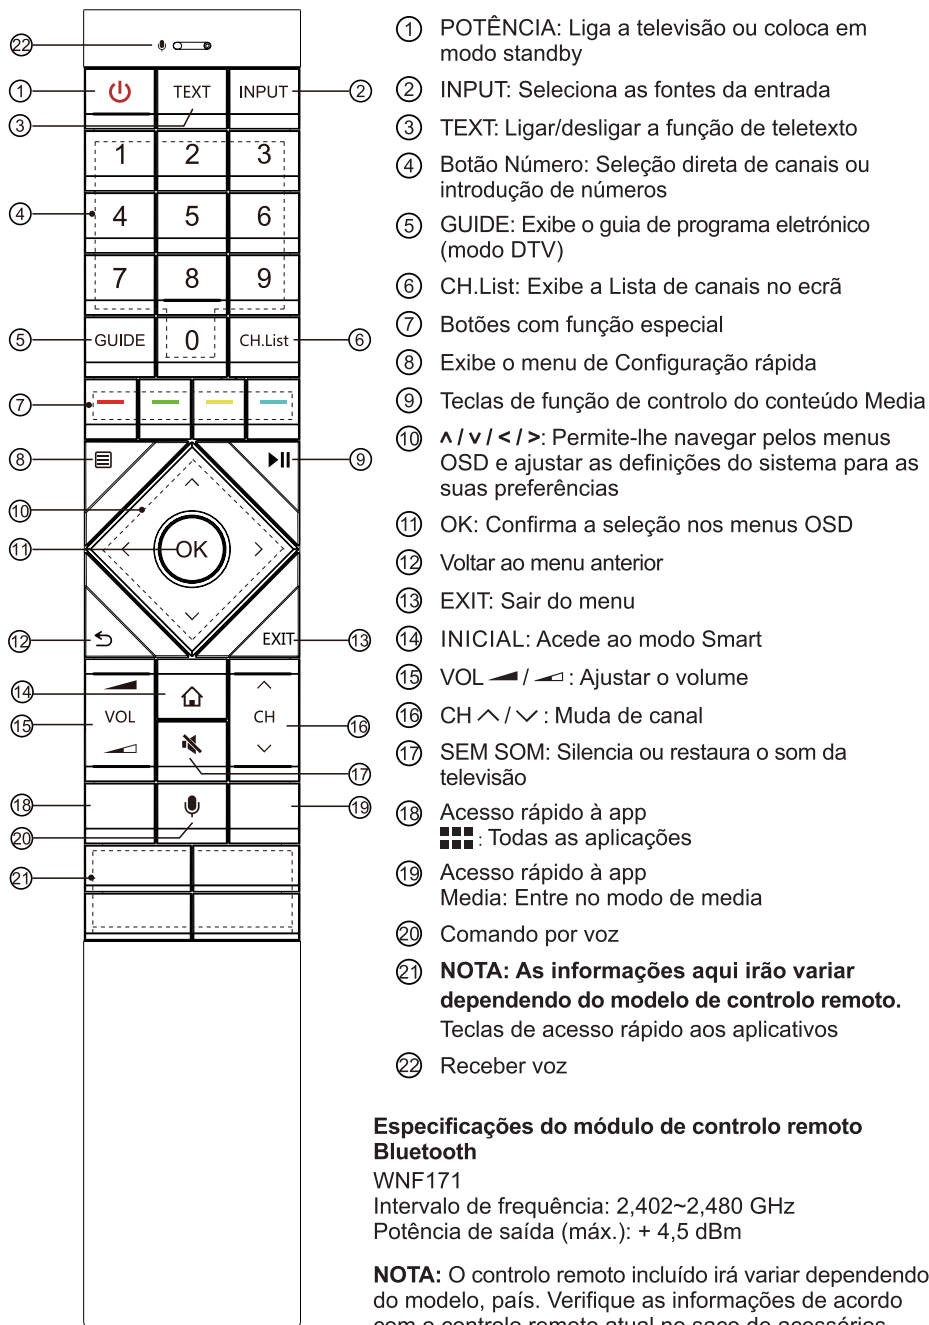 22
1
TEXT
INPUT
2
3
1 2 3
4
4 5 6
7 8 9
5
GUIDE
0
CH.List
6
7
8
9
10
11
OK
12
EXIT
13
14
VOL
CH
15
16
17
18
19
20
21
1 POTÊNCIA: Liga a televisão ou coloca em
modo standby
2 INPUT: Seleciona as fontes da entrada
3 TEXT: Ligar/desligar a função de teletexto
4 Botão Número: Seleção direta de canais ou
introdução de números
5 GUIDE: Exibe o guia de programa eletrónico
(modo DTV)
6 CH.List: Exibe a Lista de canais no ecrã
7 Botões com função especial
8 Exibe o menu de Configuração rápida
9 Teclas de função de controlo do conteúdo Media
10 ∧ / ∨ / < / >: Permite-lhe navegar pelos menus
OSD e ajustar as definições do sistema para as
suas preferências
11 OK: Confirma a seleção nos menus OSD
12 Voltar ao menu anterior
13 EXIT: Sair do menu
14 INICIAL: Acede ao modo Smart
15 VOL / : Ajustar o volume
16 CH ∧ / ∨ : Muda de canal
17 SEM SOM: Silencia ou restaura o som da
televisão
18 Acesso rápido à app
: Todas as aplicações
19 Acesso rápido à app
Media: Entre no modo de media
20 Comando por voz
21 NOTA: As informações aqui irão variar
dependendo do modelo de controlo remoto.
Teclas de acesso rápido aos aplicativos
22 Receber voz
Especificações do módulo de controlo remoto
Bluetooth
WNF171
Intervalo de frequência: 2,402~2,480 GHz
Potência de saída (máx.): + 4,5 dBm
NOTA: O controlo remoto incluído irá variar dependendo
do modelo, país. Verifique as informações de acordo
com o controlo remoto atual no saco de acessórios